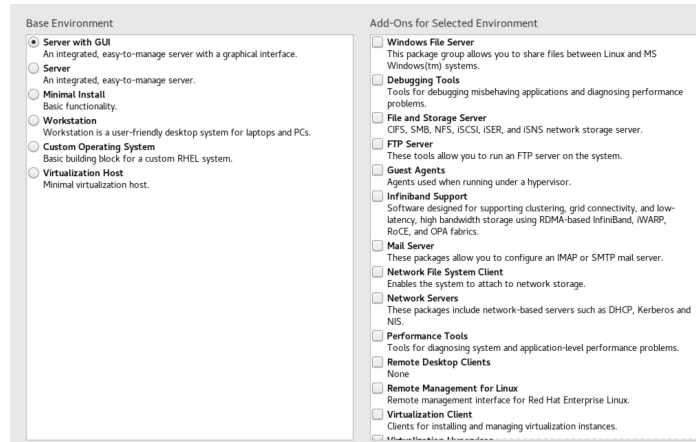 Base Environment
Server with GUI
An integrated, easy-to-manage server with a graphical interface.
Server
An integrated, easy-to-manage server.
Minimal Install
Basic functionality.
Workstation
Workstation is a user-friendly desktop system for laptops and PCs.
Custom Operating System
Basic building block for a custom RHEL system.
Virtualization Host
Minimal virtualization host.
Add-Ons for Selected Environment
Windows File Server
This package group allows you to share files between Linux and MS
Windows(tm) systems.
Debugging Tools
Tools for debugging misbehaving applications and diagnosing performance
problems.
File and Storage Server
CIFS, SMB, NFS, iSCSI, iSER, and iSNS network storage server.
FTP Server
These tools allow you to run an FTP server on the system.
Guest Agents
Agents used when running under a hypervisor.
Infiniband Support
Software designed for supporting clustering, grid connectivity, and low-
latency, high bandwidth storage using RDMA-based InfiniBand, iWARP,
RoCE, and OPA fabrics.
Mail Server
These packages allow you to configure an IMAP or SMTP mail server.
Network File System Client
Enables the system to attach to network storage.
Network Servers
These packages include network-based servers such as DHCP, Kerberos and
NIS.
Performance Tools
Tools for diagnosing system and application-level performance problems.
Remote Desktop Clients
None
Remote Management for Linux
Remote management interface for Red Hat Enterprise Linux.
Virtualization Client
Clients for installing and managing virtualization instances.